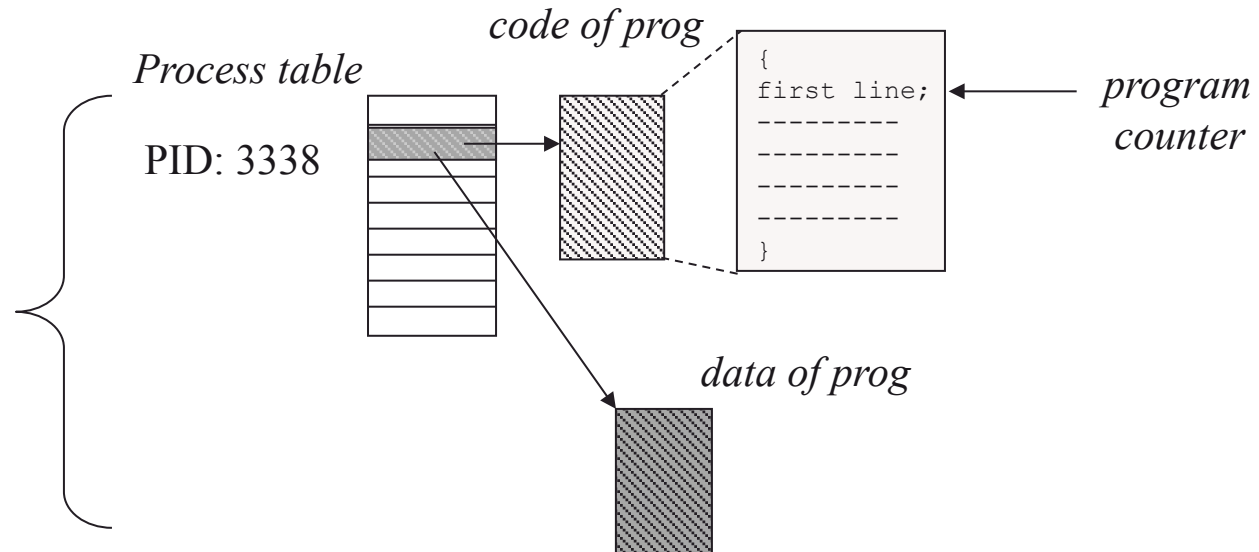 code of prog
Process table
PID: 3338
{
first line;
---------
---------
---------
---------
}
program
counter
data of prog